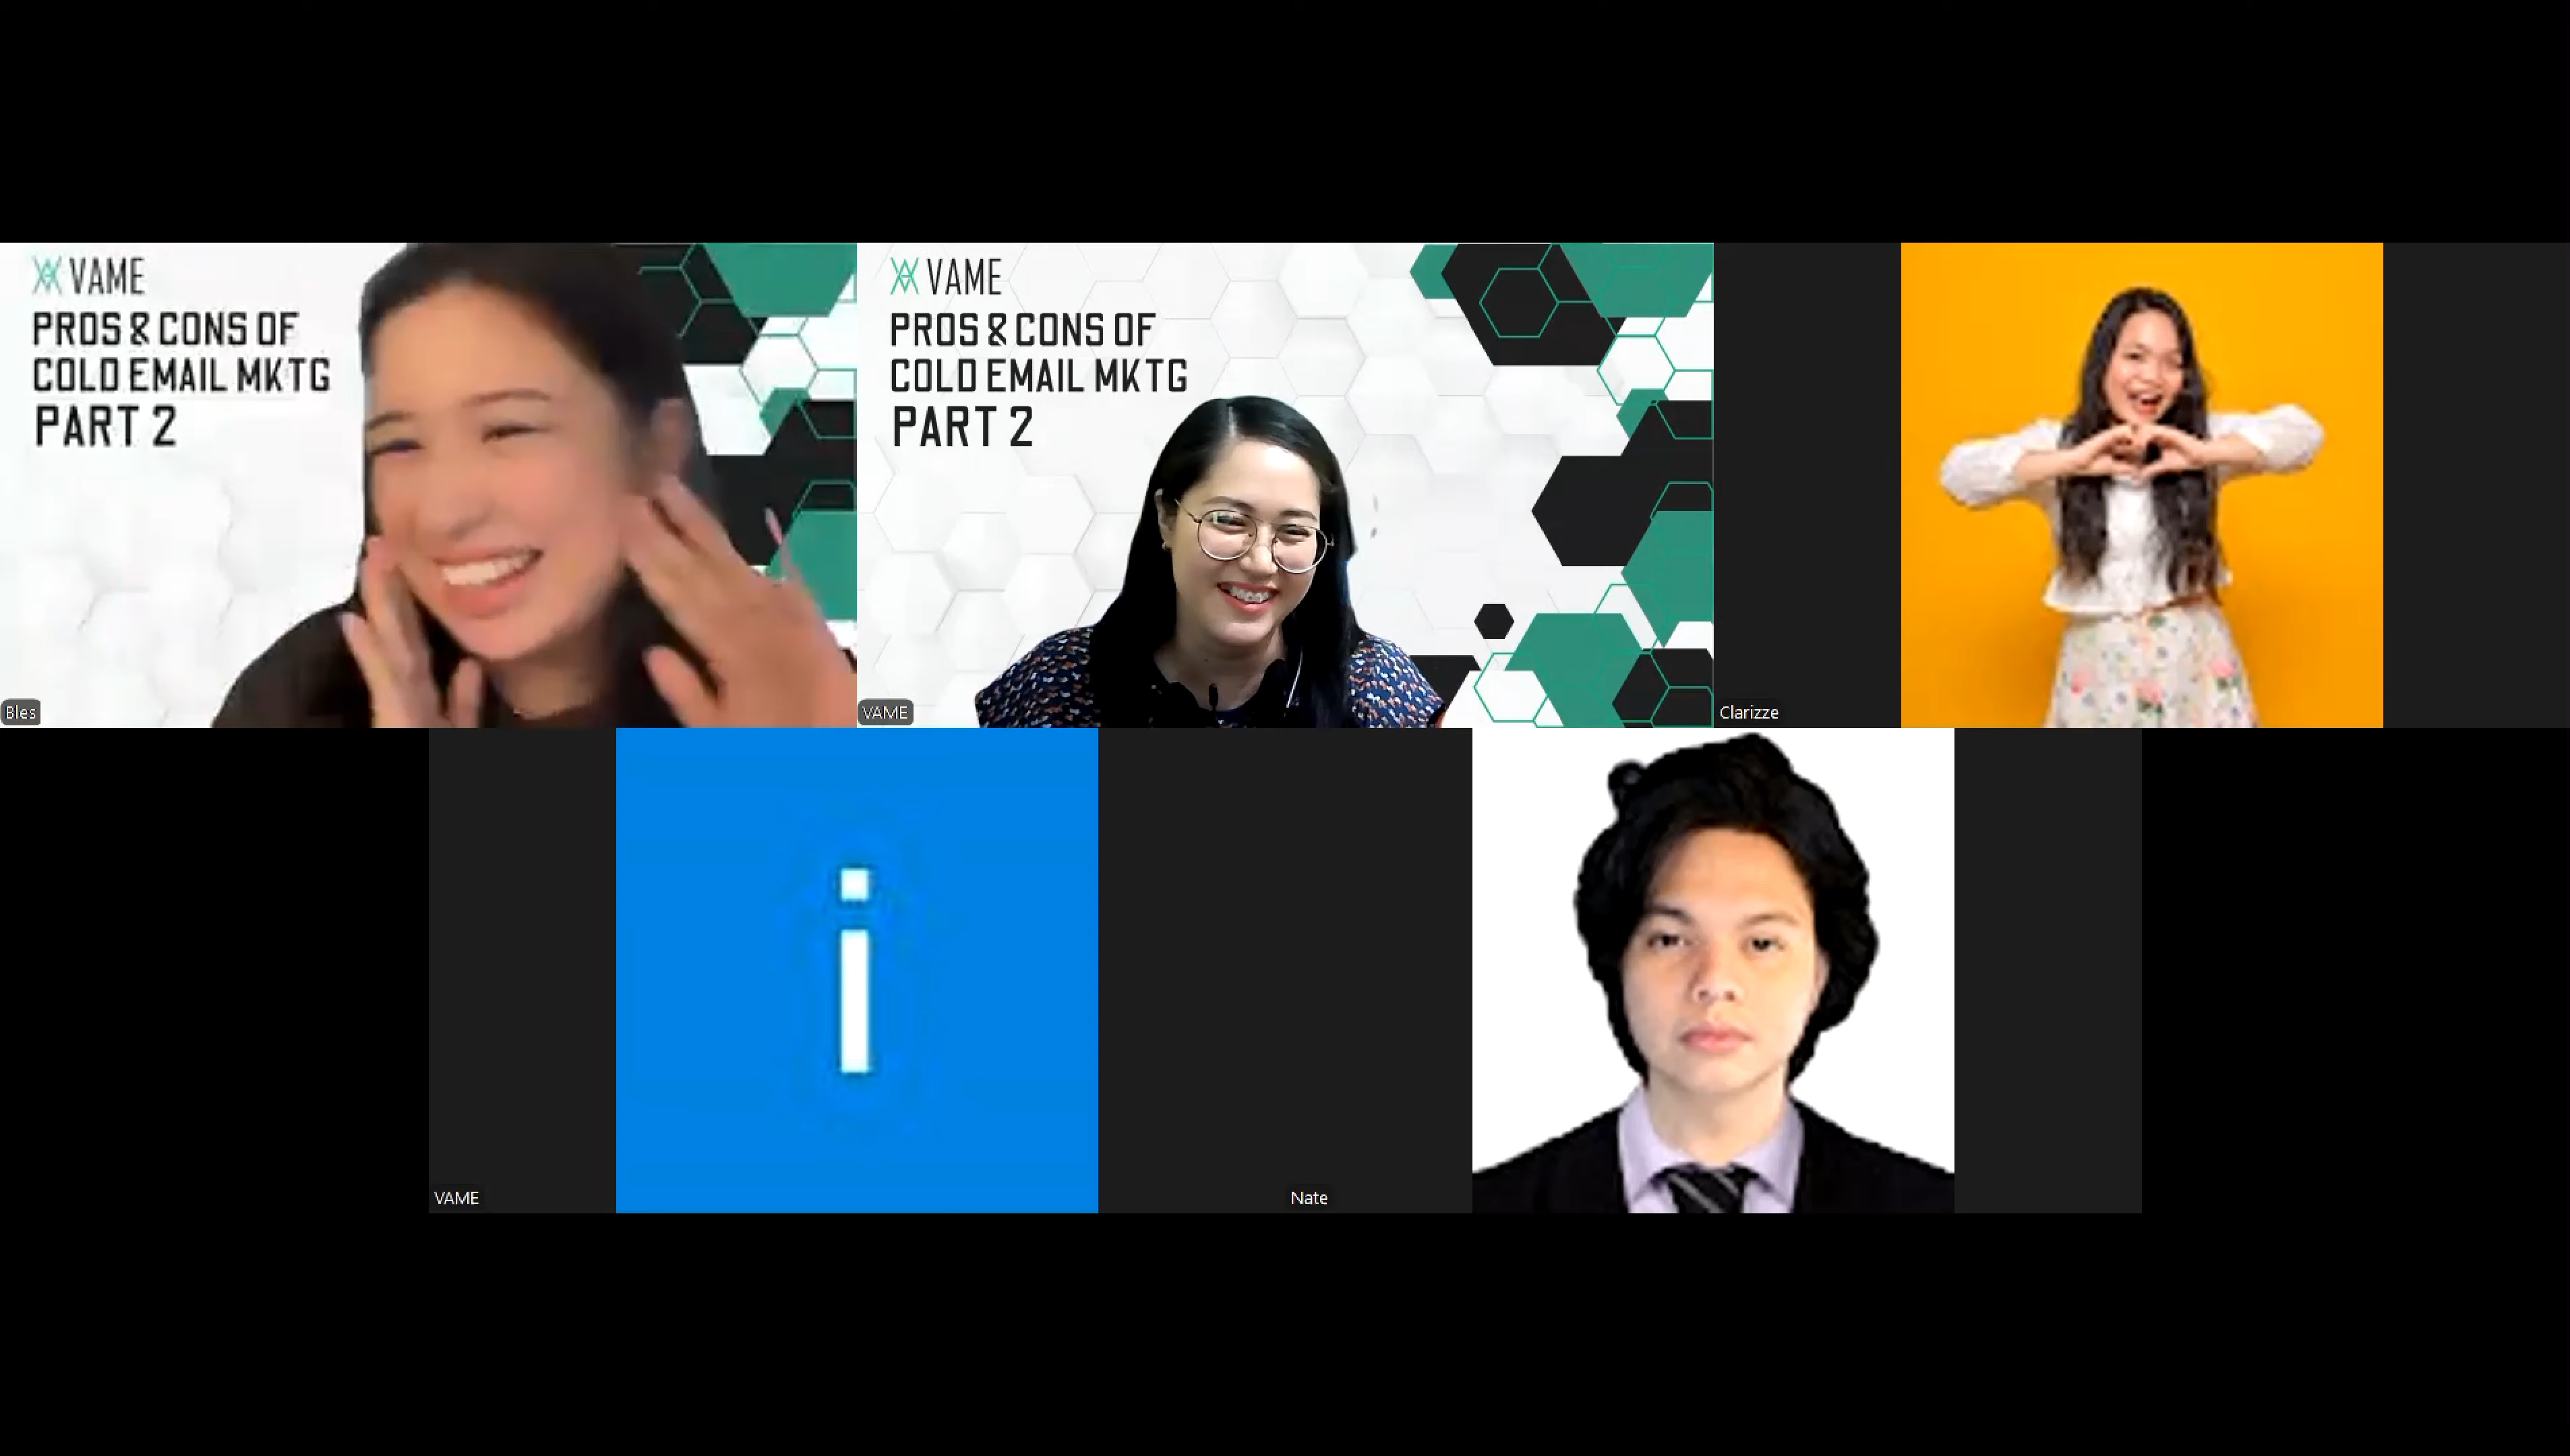 VAME
PROS & CONS OF
COLD EMAIL MKTG
PART 2
Bles
VAME
PROS & CONS OF
COLD EMAIL MKTG
PART 2
VAME
Clarizze
i
VAME
Nate